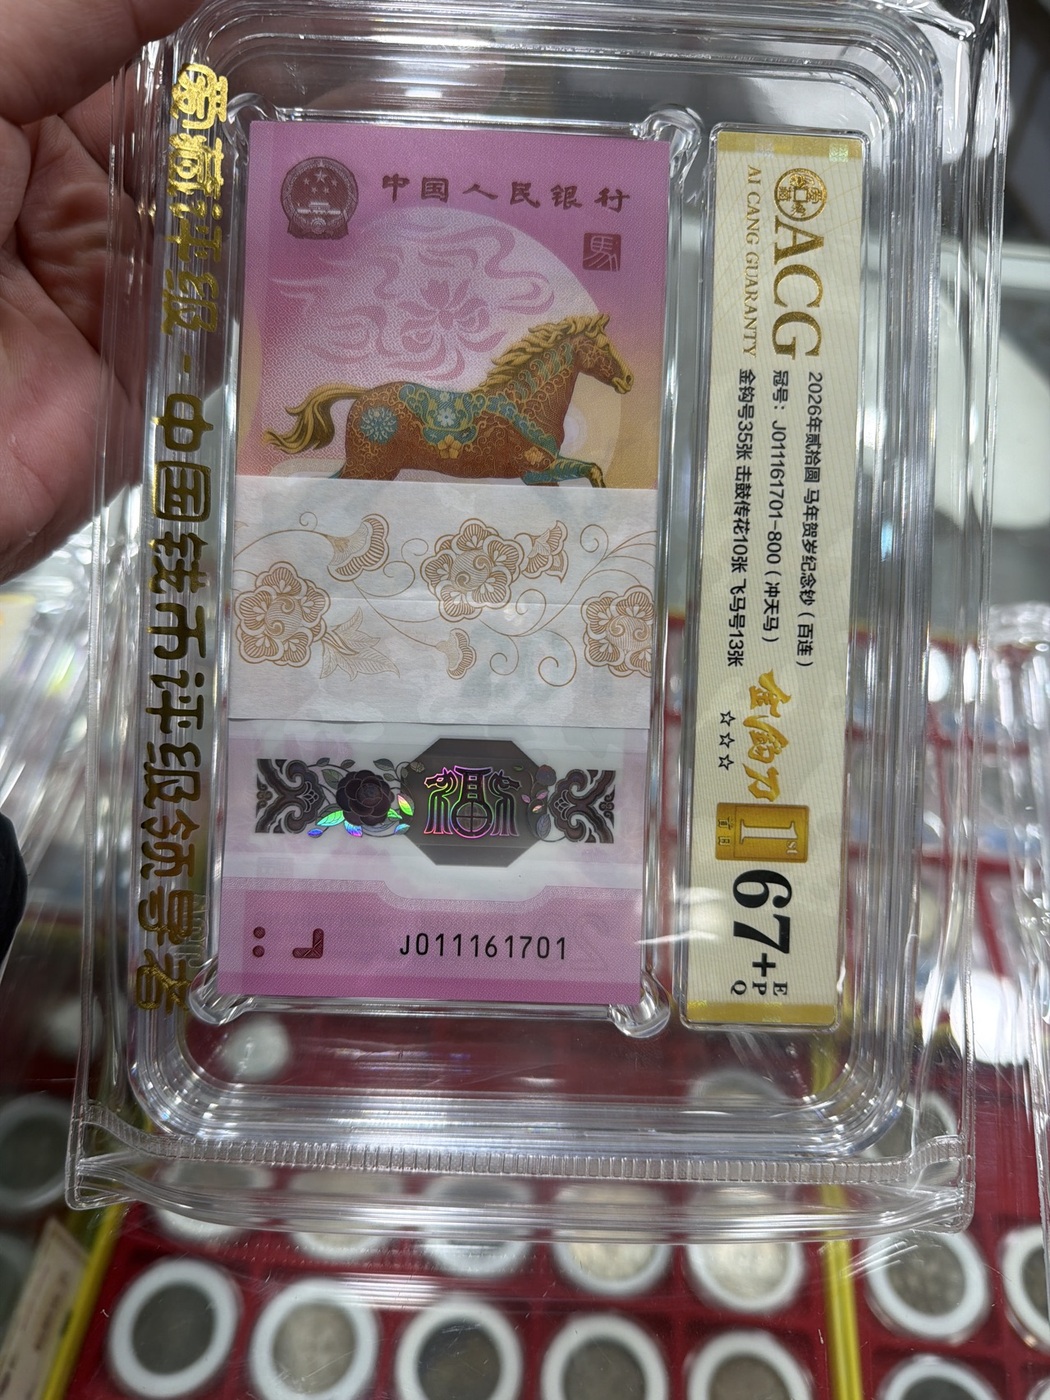 中国人民银行
馬
J011161701
ACG
AI CANG GUARANTY
2026年贰拾圆 马年贺岁纪念钞（百连）
冠号：J011161701-800（冲天马）
金钩号35张 击鼓传花10张 飞马号13张
金钩刀
☆☆☆
1ST
首日
67+
EPQ
爱藏评级-中国钱币评级领导者